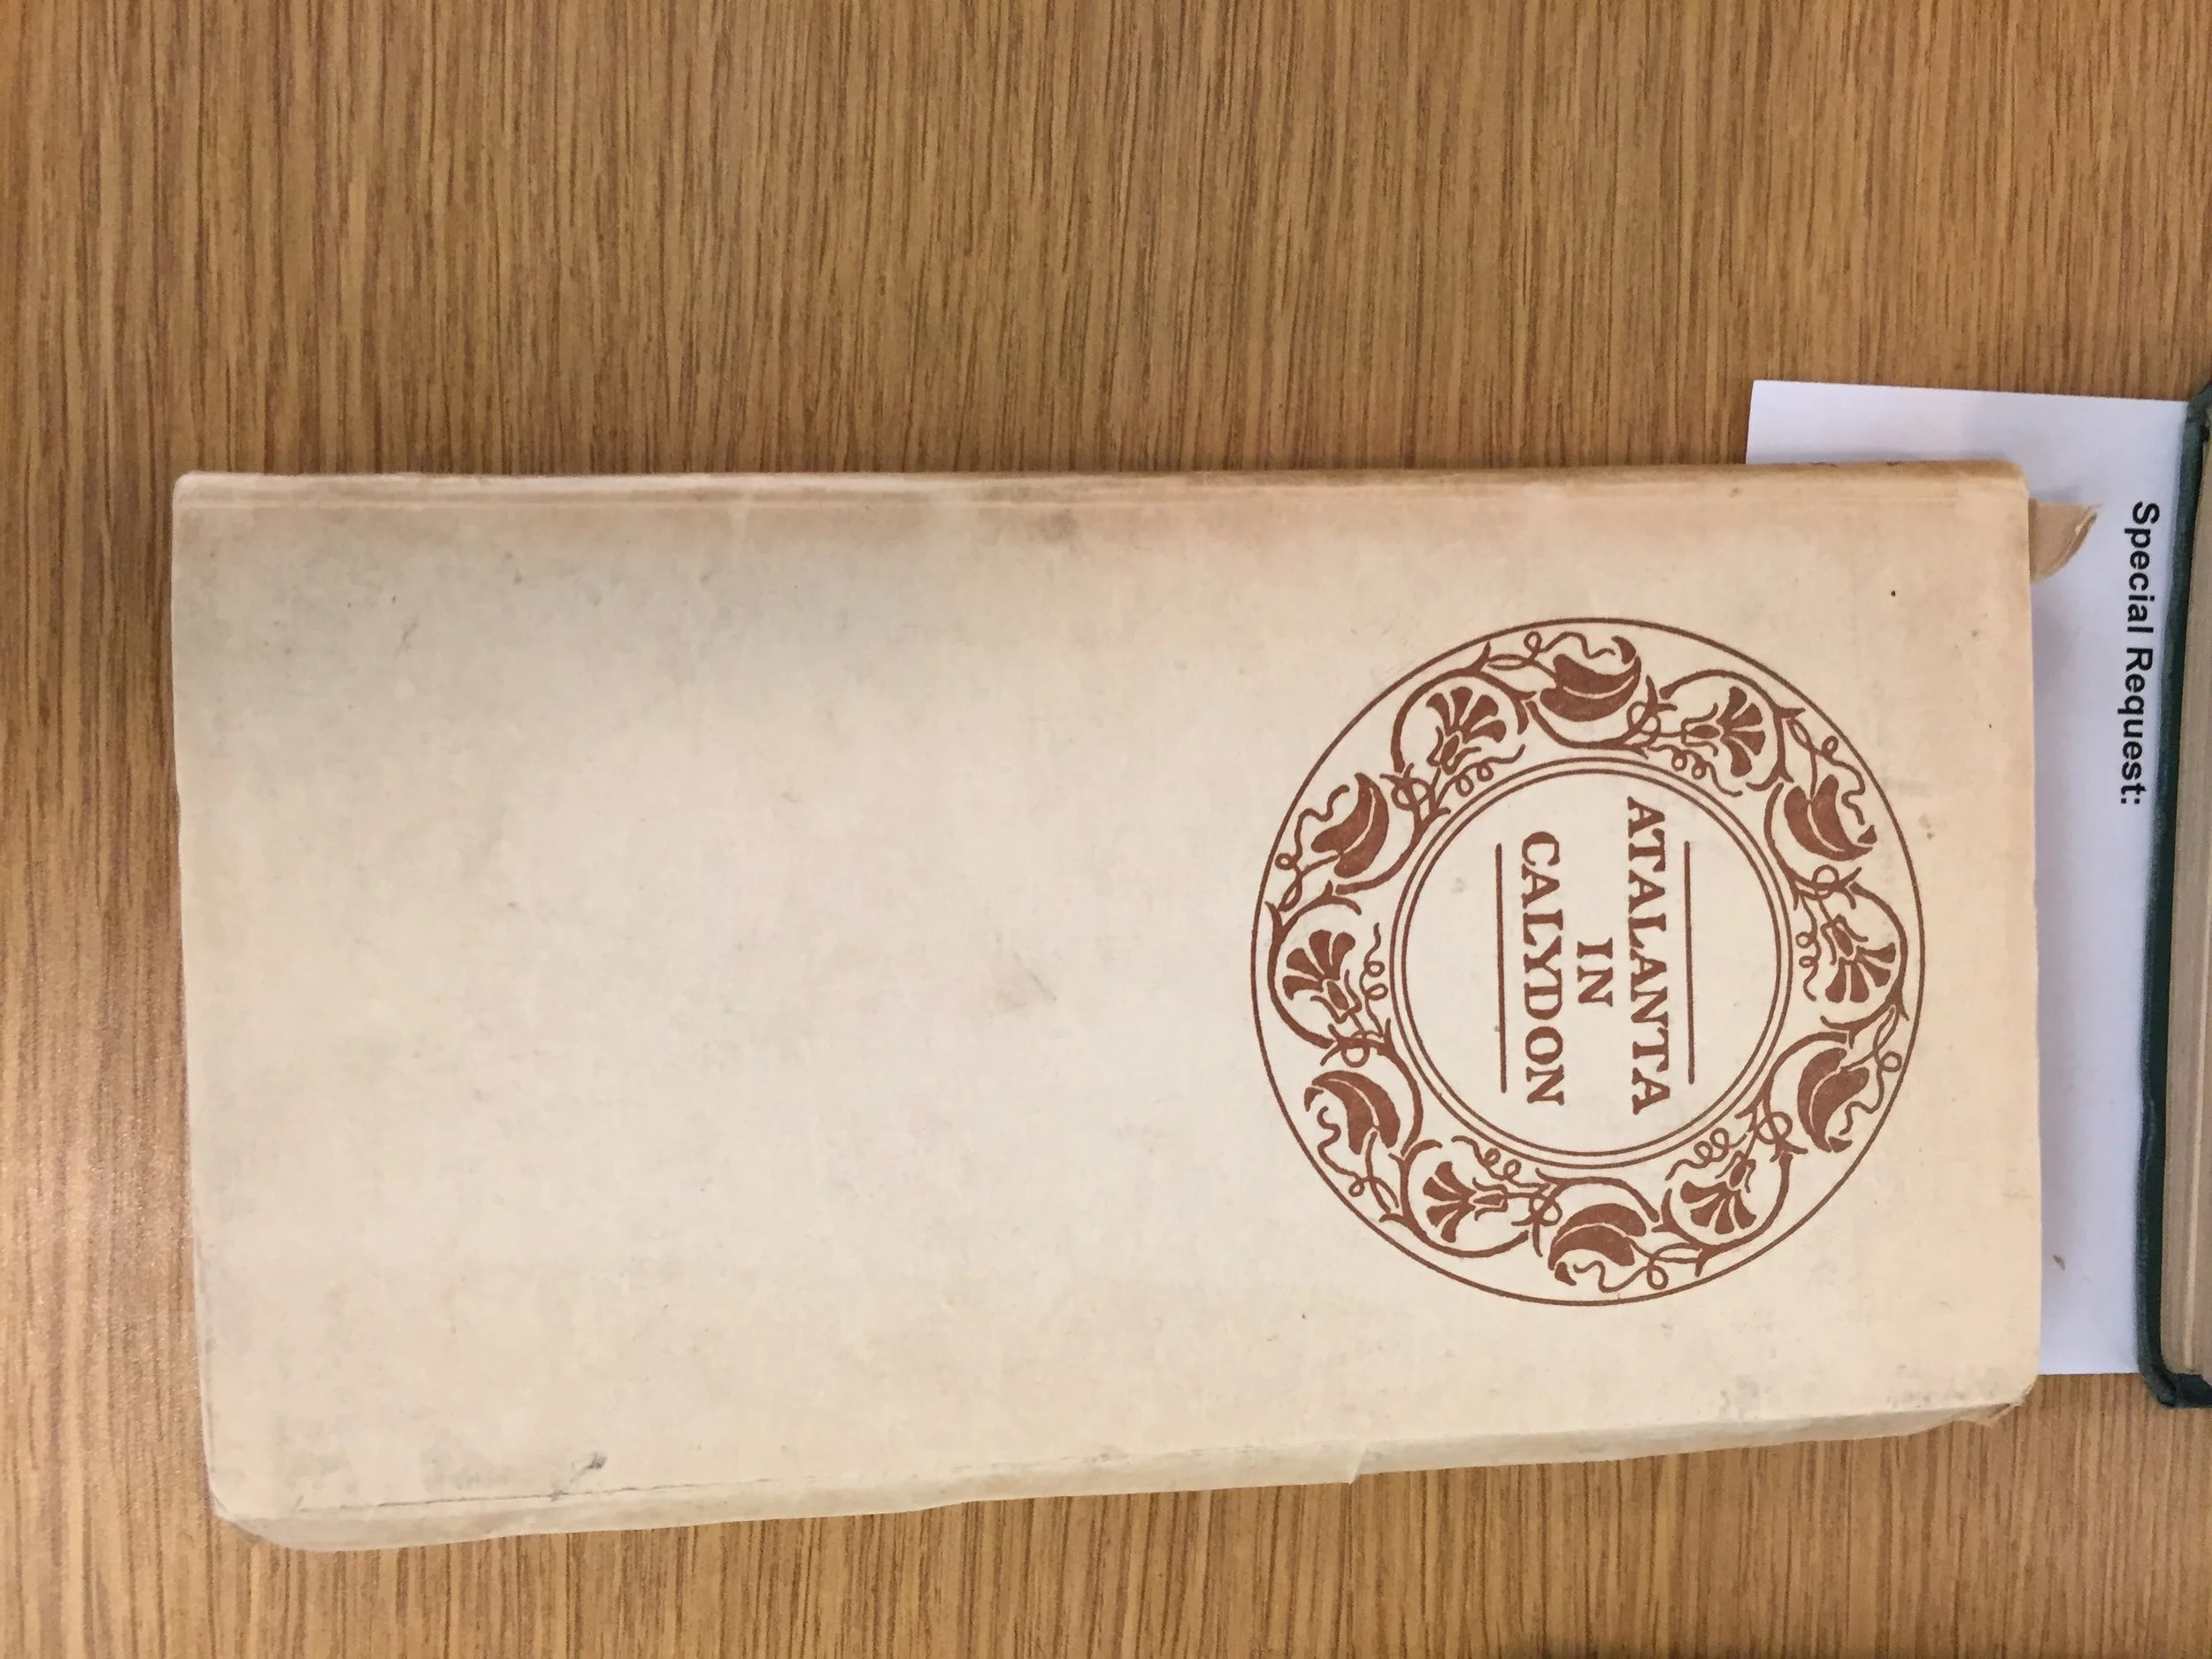 ATALANTA
IN
CALYDON
Special Request: